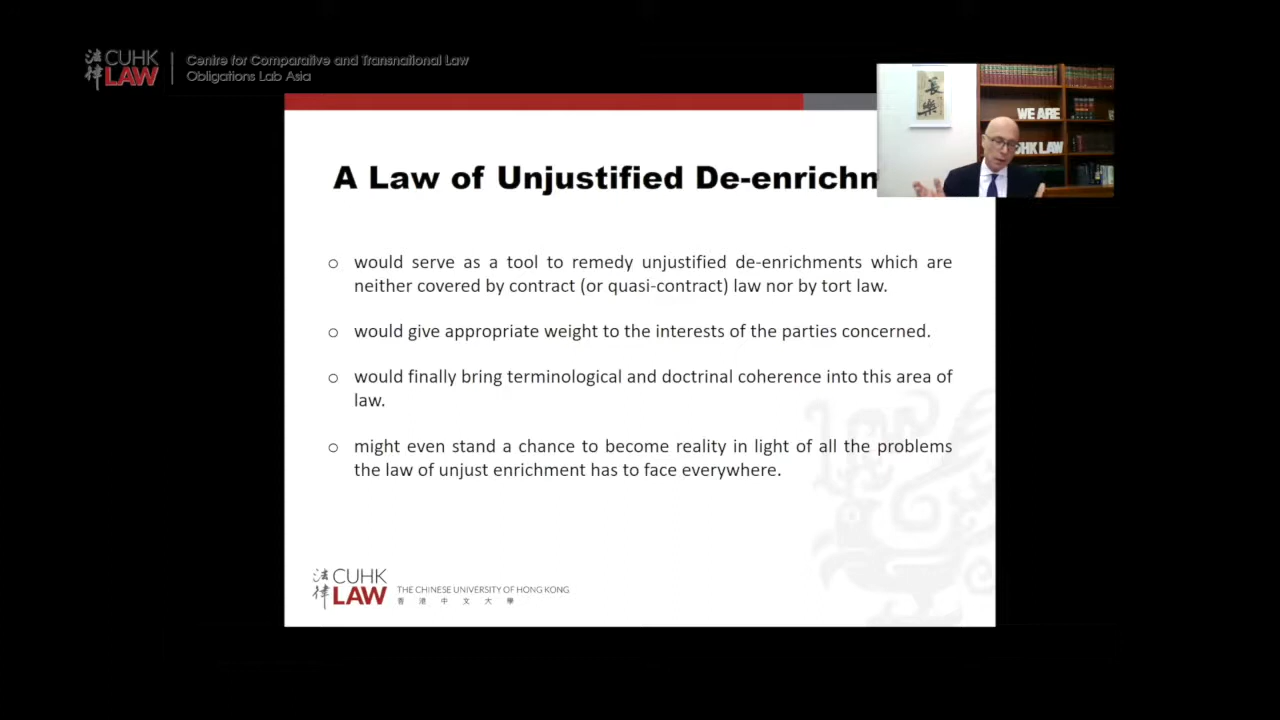 法律 CUHK LAW
Centre for Comparative and Transnational Law
Obligations Lab Asia
長樂
WE ARE
CUHK LAW
A Law of Unjustified De-enrichm
would serve as a tool to remedy unjustified de-enrichments which are
neither covered by contract (or quasi-contract) law nor by tort law.
would give appropriate weight to the interests of the parties concerned.
would finally bring terminological and doctrinal coherence into this area of
law.
might even stand a chance to become reality in light of all the problems
the law of unjust enrichment has to face everywhere.
法律 CUHK LAW
THE CHINESE UNIVERSITY OF HONG KONG
香港中文大學